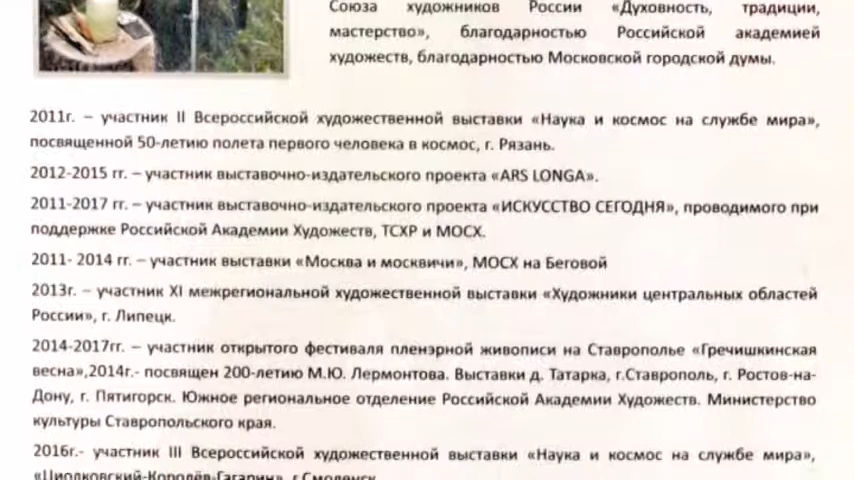 Союза художников России «Духовность, традиции,
мастерство», благодарностью Российской академией
художеств, благодарностью Московской городской думы.
2011г. – участник II Всероссийской художественной выставки «Наука и космос на службе мира»,
посвященной 50-летию полета первого человека в космос, г. Рязань.
2012-2015 гг. – участник выставочно-издательского проекта «ARS LONGA».
2011-2017 гг. – участник выставочно-издательского проекта «ИСКУССТВО СЕГОДНЯ», проводимого при
поддержке Российской Академии Художеств, ТСХР и МОСХ.
2011- 2014 гг. – участник выставки «Москва и москвичи», МОСХ на Беговой
2013г. – участник XI межрегиональной художественной выставки «Художники центральных областей
России», г. Липецк.
2014-2017гг. – участник открытого фестиваля пленэрной живописи на Ставрополье «Гречишкинская
весна»,2014г.- посвящен 200-летию М.Ю. Лермонтова. Выставки д. Татарка, г.Ставрополь, г. Ростов-на-
Дону, г. Пятигорск. Южное региональное отделение Российской Академии Художеств. Министерство
культуры Ставропольского края.
2016г.- участник III Всероссийской художественной выставки «Наука и космос на службе мира»,
«Циолковский-Королёв-Гагарин», г.Смоленск